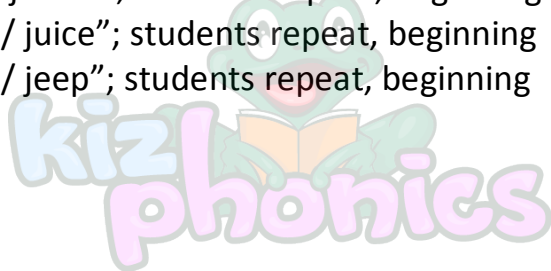 / juice”; students repeat, beginning
/ jeep”; students repeat, beginning
kiz
phonics